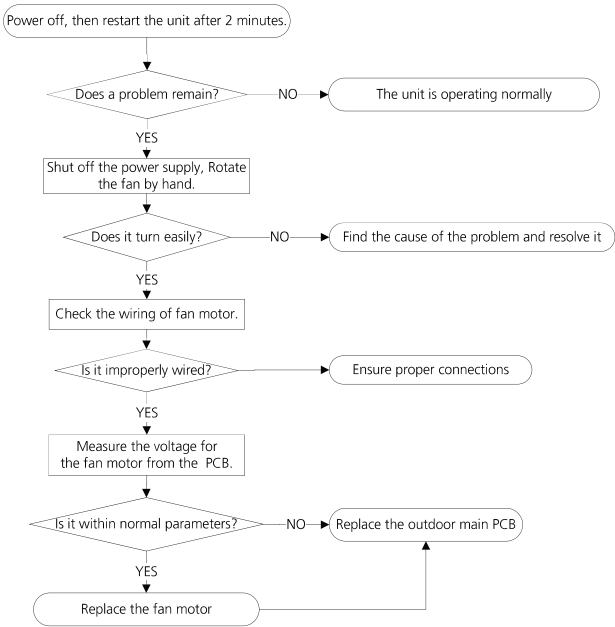 Power off, then restart the unit after 2 minutes.
Does a problem remain?
NO
The unit is operating normally
YES
Shut off the power supply, Rotate
the fan by hand.
Does it turn easily?
NO
Find the cause of the problem and resolve it
YES
Check the wiring of fan motor.
Is it improperly wired?
Ensure proper connections
YES
Measure the voltage for
the fan motor from the PCB.
Is it within normal parameters?
NO
Replace the outdoor main PCB
YES
Replace the fan motor